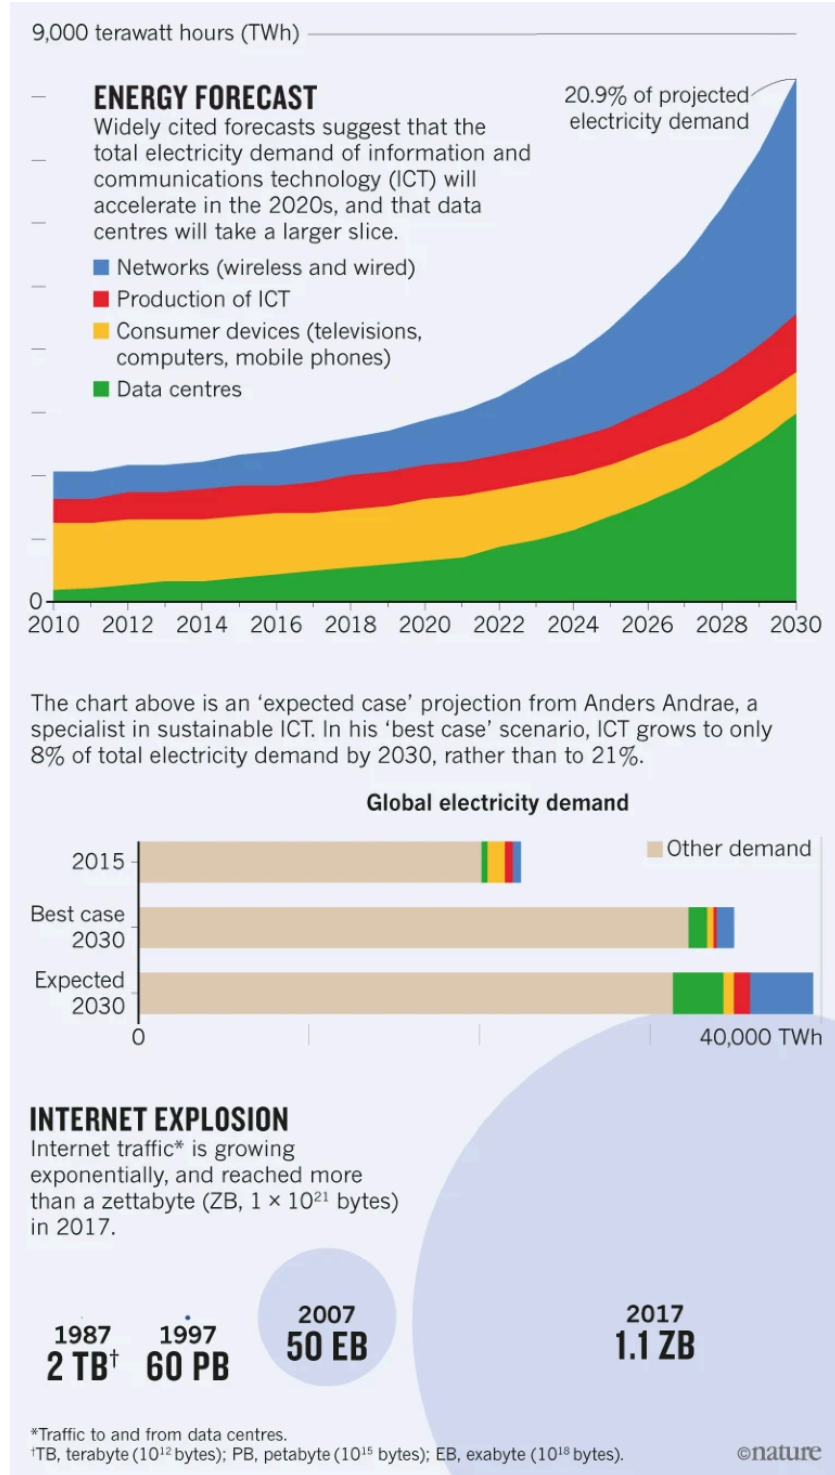 9,000 terawatt hours (TWh)
ENERGY FORECAST
Widely cited forecasts suggest that the
total electricity demand of information and
communications technology (ICT) will
accelerate in the 2020s, and that data
centres will take a larger slice.
20.9% of projected
electricity demand
Networks (wireless and wired)
Production of ICT
Consumer devices (televisions,
computers, mobile phones)
Data centres
0
2010 2012 2014 2016 2018 2020 2022 2024 2026 2028 2030
The chart above is an ‘expected case’ projection from Anders Andrae, a
specialist in sustainable ICT. In his ‘best case’ scenario, ICT grows to only
8% of total electricity demand by 2030, rather than to 21%.
Global electricity demand
2015
Other demand
Best case
2030
Expected
2030
0 40,000 TWh
INTERNET EXPLOSION
Internet traffic* is growing
exponentially, and reached more
than a zettabyte (ZB, 1 × 10²¹ bytes)
in 2017.
1987
2 TB†
1997
60 PB
2007
50 EB
2017
1.1 ZB
*Traffic to and from data centres.
†TB, terabyte (10¹² bytes); PB, petabyte (10¹⁵ bytes); EB, exabyte (10¹⁸ bytes).
©nature